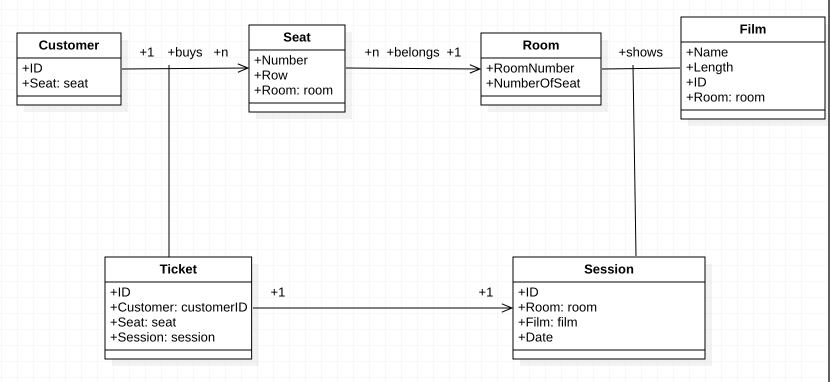 Customer
+ID
+Seat: seat
+1 +buys +n
Seat
+Number
+Row
+Room: room
+n +belongs +1
Room
+RoomNumber
+NumberOfSeat
+shows
Film
+Name
+Length
+ID
+Room: room
Ticket
+ID
+Customer: customerID
+Seat: seat
+Session: session
+1
+1
Session
+ID
+Room: room
+Film: film
+Date